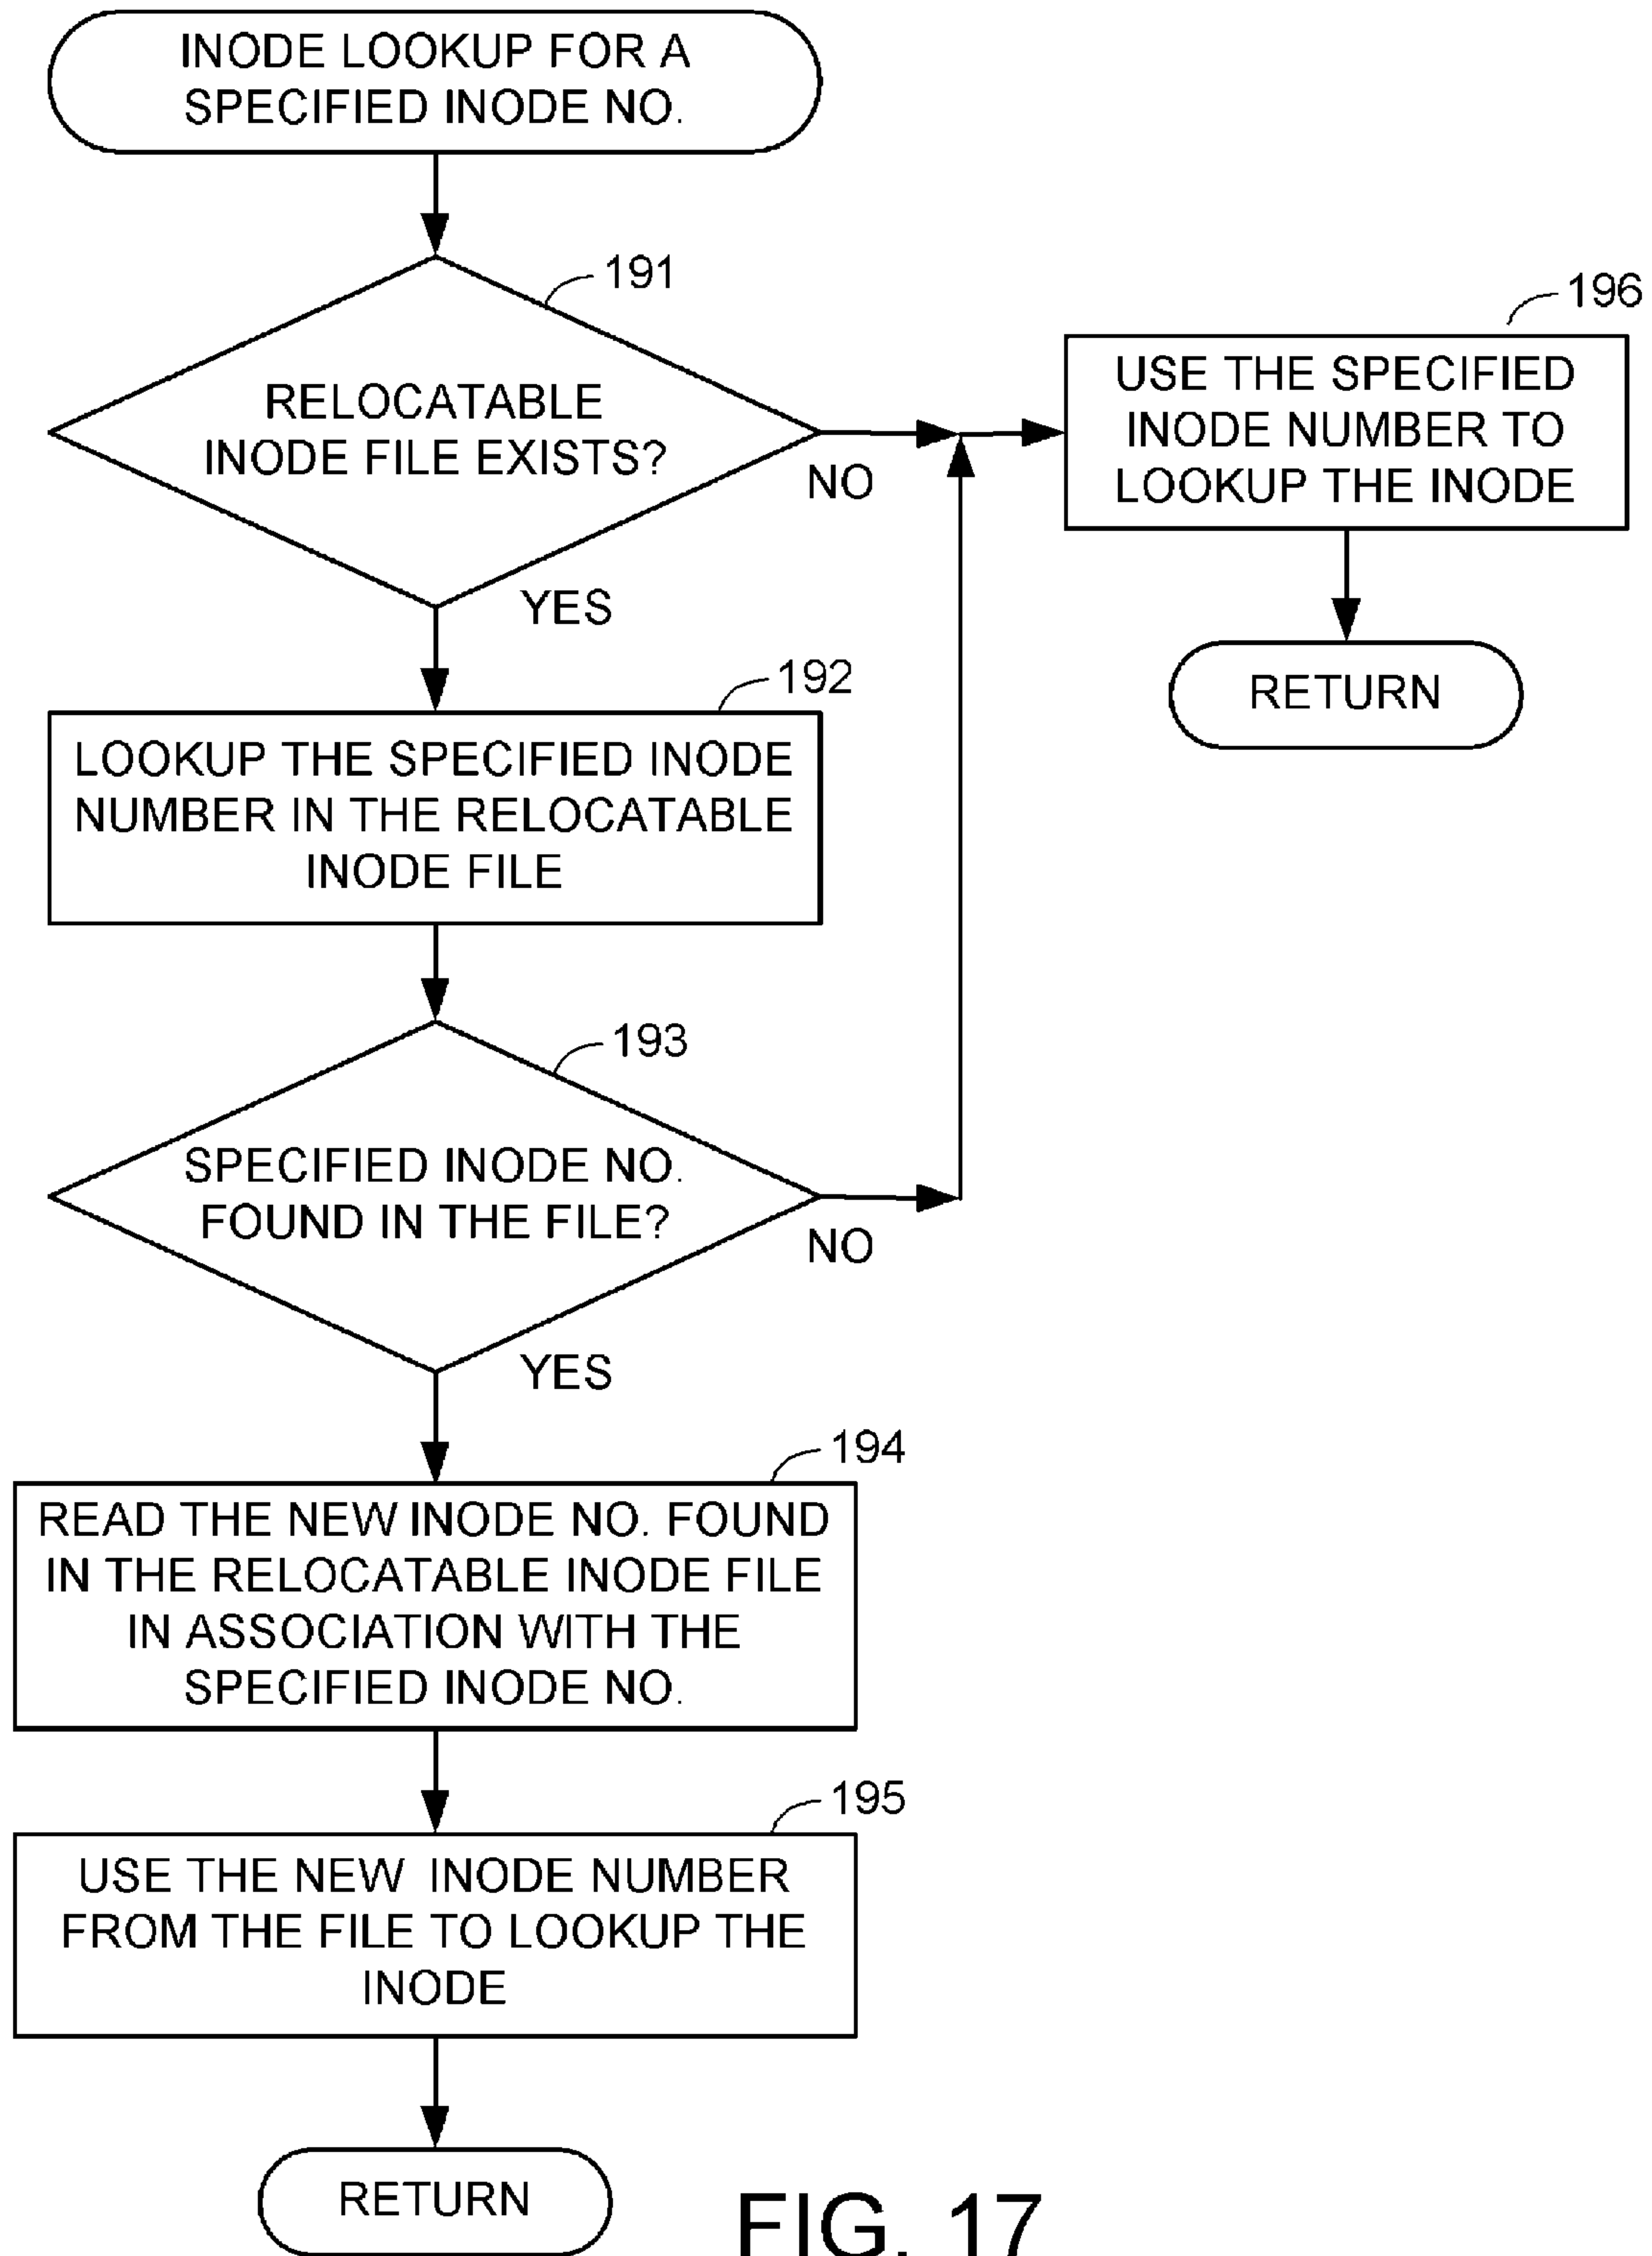 INODE LOOKUP FOR A
SPECIFIED INODE NO.
191
RELOCATABLE
INODE FILE EXISTS?
NO
YES
196
USE THE SPECIFIED
INODE NUMBER TO
LOOKUP THE INODE
RETURN
192
LOOKUP THE SPECIFIED INODE
NUMBER IN THE RELOCATABLE
INODE FILE
193
SPECIFIED INODE NO.
FOUND IN THE FILE?
NO
YES
194
READ THE NEW INODE NO. FOUND
IN THE RELOCATABLE INODE FILE
IN ASSOCIATION WITH THE
SPECIFIED INODE NO.
195
USE THE NEW INODE NUMBER
FROM THE FILE TO LOOKUP THE
INODE
RETURN
FIG. 17